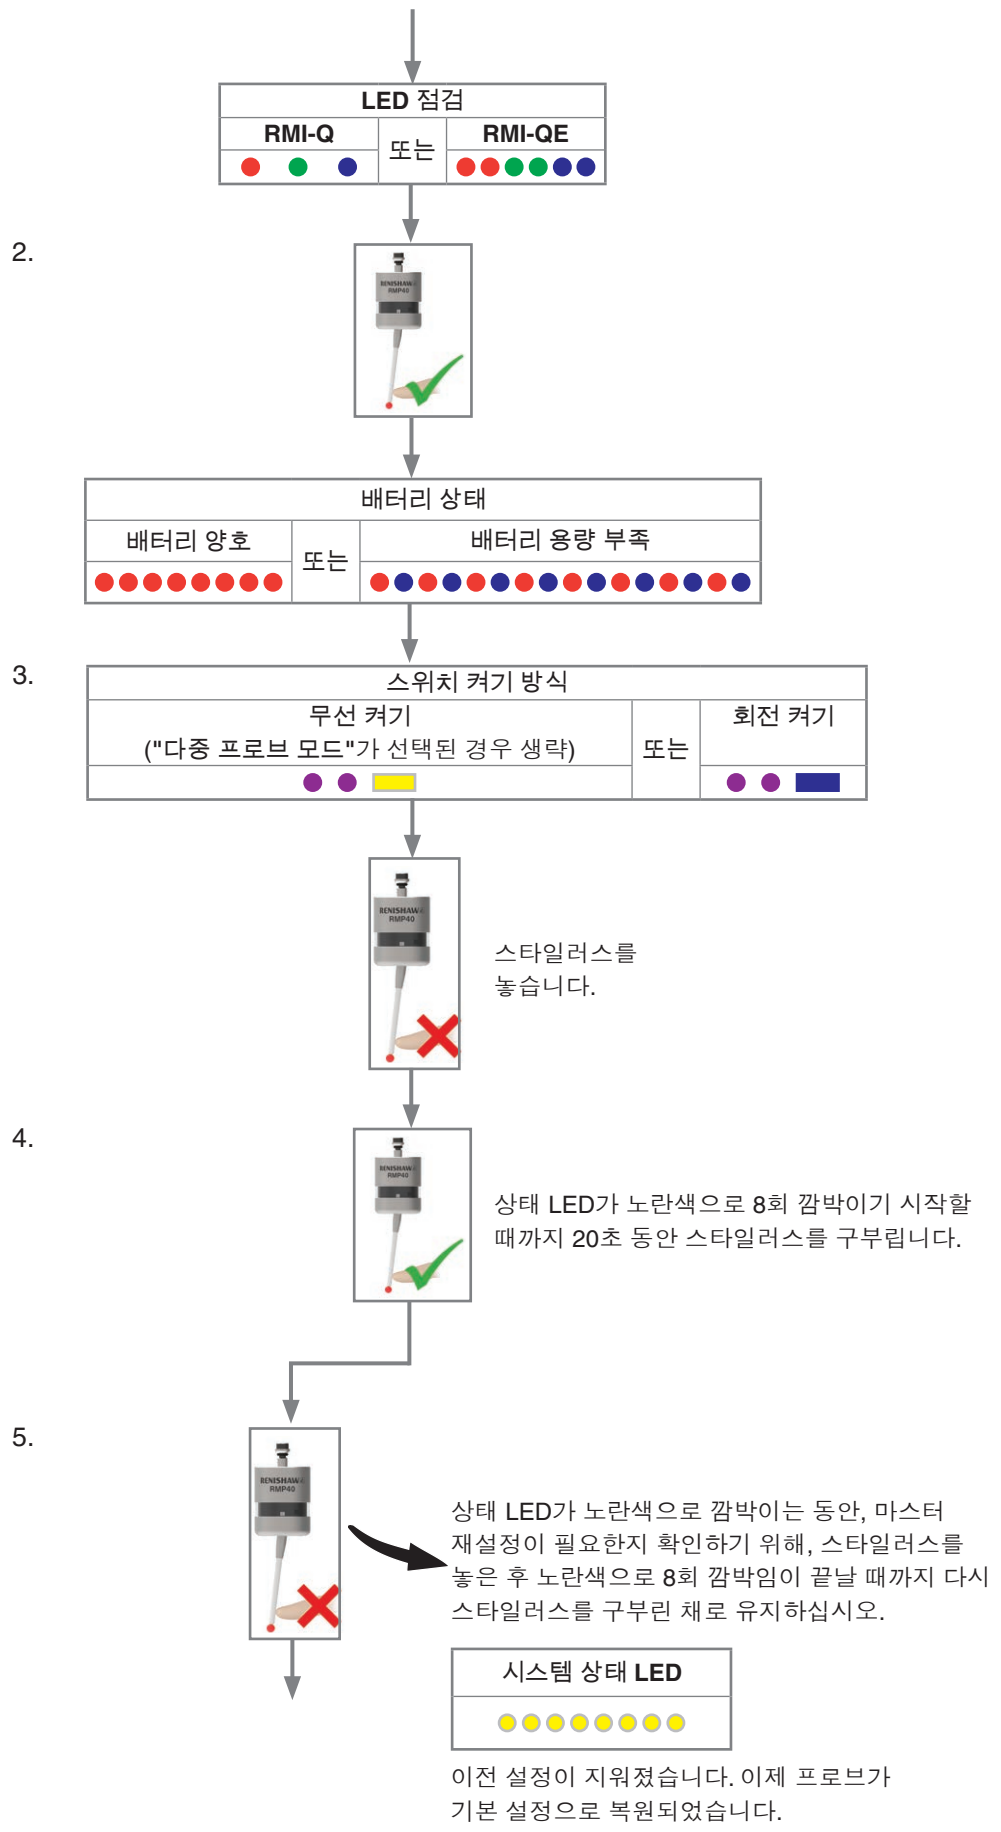 LED 점검
RMI-Q
또는
RMI-QE
2.
RENISHAW
RMP40
배터리 상태
배터리 양호
또는
배터리 용량 부족
3.
스위치 켜기 방식
무선 켜기
("다중 프로브 모드"가 선택된 경우 생략)
또는
회전 켜기
RENISHAW
RMP40
스타일러스를
놓습니다.
4.
RENISHAW
RMP40
상태 LED가 노란색으로 8회 깜박이기 시작할
때까지 20초 동안 스타일러스를 구부립니다.
5.
RENISHAW
RMP40
상태 LED가 노란색으로 깜박이는 동안, 마스터
재설정이 필요한지 확인하기 위해, 스타일러스를
놓은 후 노란색으로 8회 깜박임이 끝날 때까지 다시
스타일러스를 구부린 채로 유지하십시오.
시스템 상태 LED
이전 설정이 지워졌습니다. 이제 프로브가
기본 설정으로 복원되었습니다.